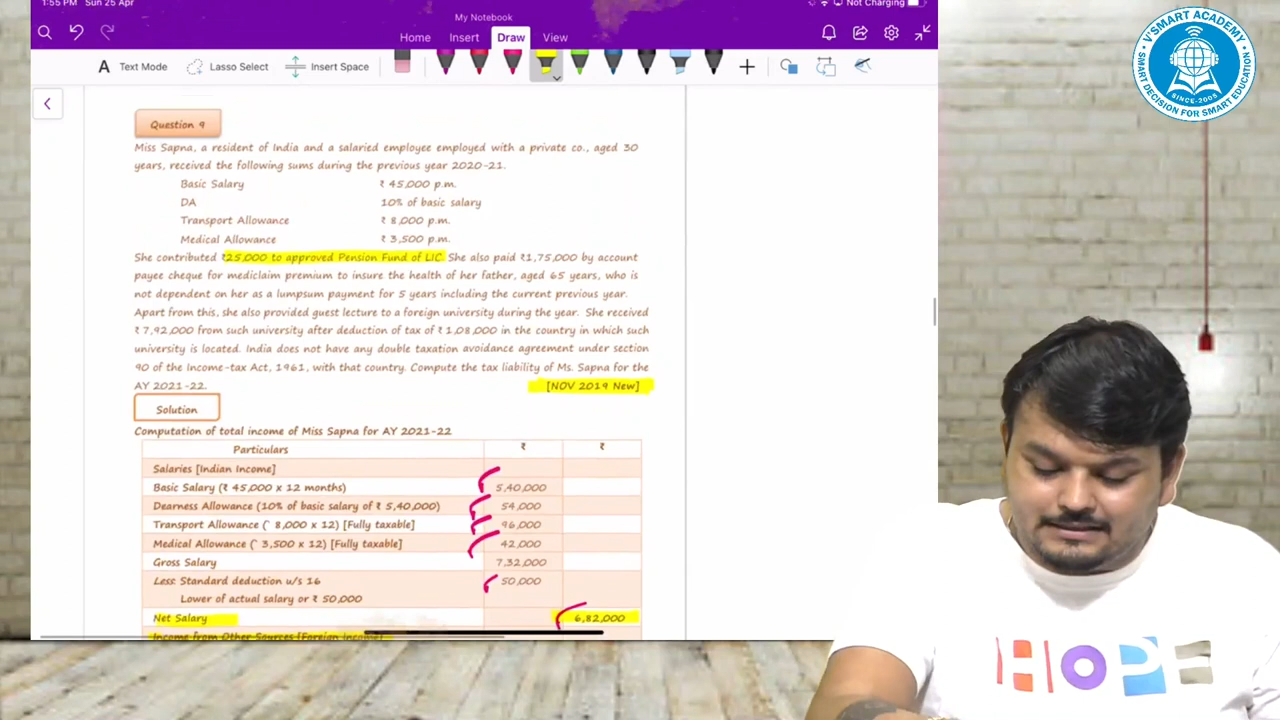 1:55 PM Sun 25 Apr
Not Charging
My Notebook
Home Insert Draw View
Text Mode Lasso Select Insert Space
V'SMART ACADEMY
SMART DECISION FOR SMART EDUCATION
SINCE-2005
Question 9
Miss Sapna, a resident of India and a salaried employee employed with a private co., aged 30
years, received the following sums during the previous year 2020-21.
Basic Salary ₹ 45,000 p.m.
DA 10% of basic salary
Transport Allowance ₹ 8,000 p.m.
Medical Allowance ₹ 3,500 p.m.
She contributed ₹25,000 to approved Pension Fund of LIC. She also paid ₹1,75,000 by account
payee cheque for mediclaim premium to insure the health of her father, aged 65 years, who is
not dependent on her as a lumpsum payment for 5 years including the current previous year.
Apart from this, she also provided guest lecture to a foreign university during the year. She received
₹ 7,92,000 from such university after deduction of tax of ₹ 1,08,000 in the country in which such
university is located. India does not have any double taxation avoidance agreement under section
90 of the Income-tax Act, 1961, with that country. Compute the tax liability of Ms. Sapna for the
AY 2021-22. [NOV 2019 New]
Solution
Computation of total income of Miss Sapna for AY 2021-22
Particulars ₹ ₹
Salaries [Indian Income]
Basic Salary (₹ 45,000 x 12 months) 5,40,000
Dearness Allowance (10% of basic salary of ₹ 5,40,000) 54,000
Transport Allowance (` 8,000 x 12) [Fully taxable] 96,000
Medical Allowance (` 3,500 x 12) [Fully taxable] 42,000
Gross Salary 7,32,000
Less: Standard deduction u/s 16 50,000
Lower of actual salary or ₹ 50,000
Net Salary 6,82,000
Income from Other Sources [Foreign Income]
HOPE